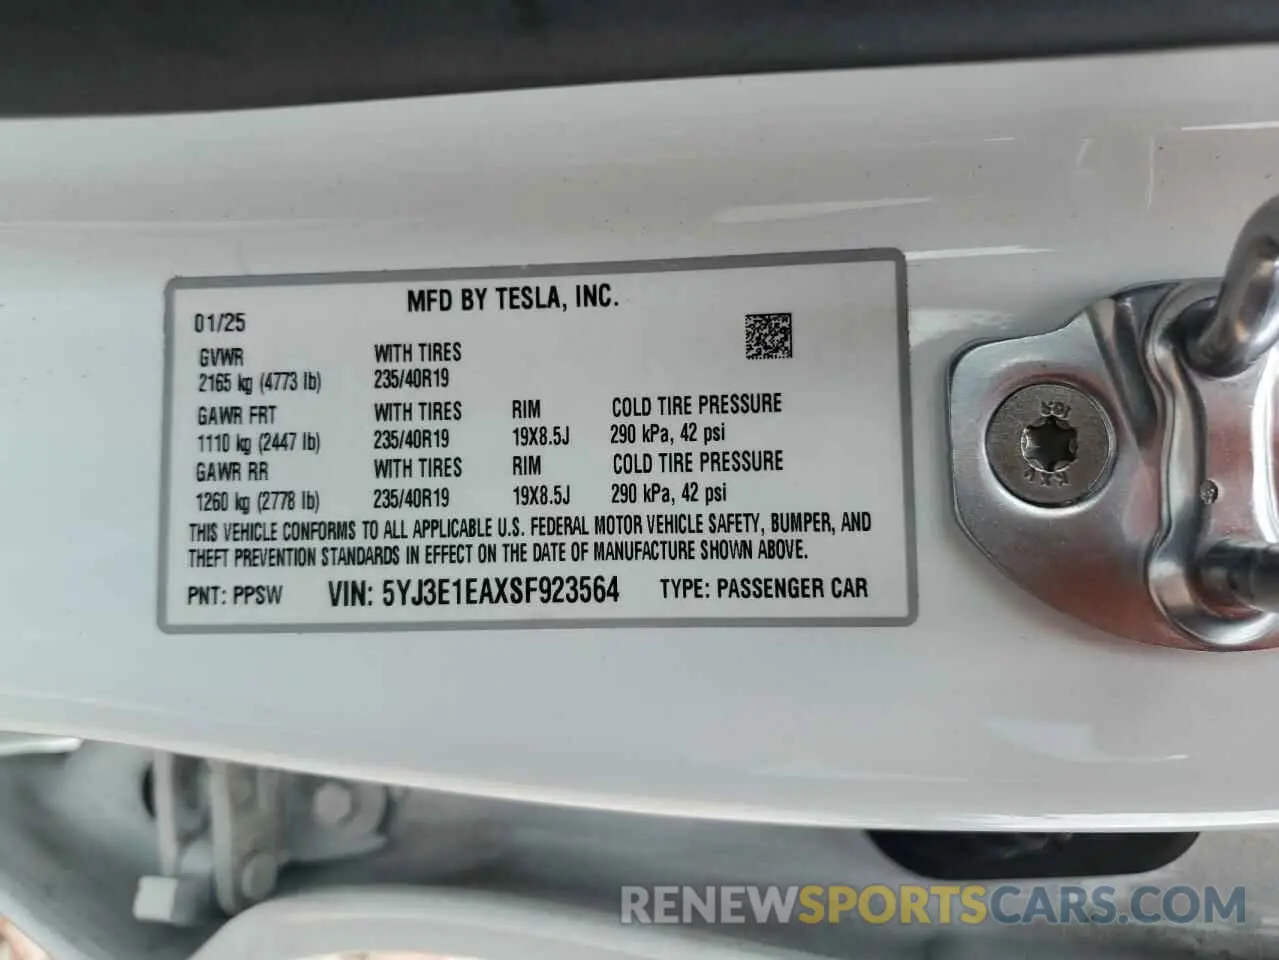 MFD BY TESLA, INC.
01/25
GVWR WITH TIRES
2165 kg (4773 lb) 235/40R19
GAWR FRT WITH TIRES RIM COLD TIRE PRESSURE
1110 kg (2447 lb) 235/40R19 19X8.5J 290 kPa, 42 psi
GAWR RR WITH TIRES RIM COLD TIRE PRESSURE
1260 kg (2778 lb) 235/40R19 19X8.5J 290 kPa, 42 psi
THIS VEHICLE CONFORMS TO ALL APPLICABLE U.S. FEDERAL MOTOR VEHICLE SAFETY, BUMPER, AND
THEFT PREVENTION STANDARDS IN EFFECT ON THE DATE OF MANUFACTURE SHOWN ABOVE.
PNT: PPSW VIN: 5YJ3E1EAXSF923564 TYPE: PASSENGER CAR
RENEWSPORTSCARS.COM